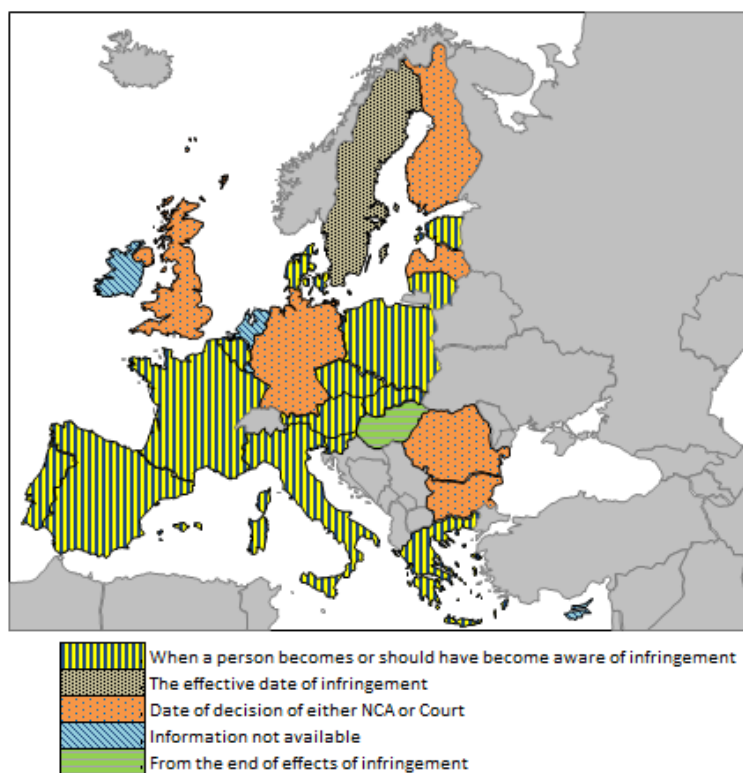 When a person becomes or should have become aware of infringement
The effective date of infringement
Date of decision of either NCA or Court
Information not available
From the end of effects of infringement